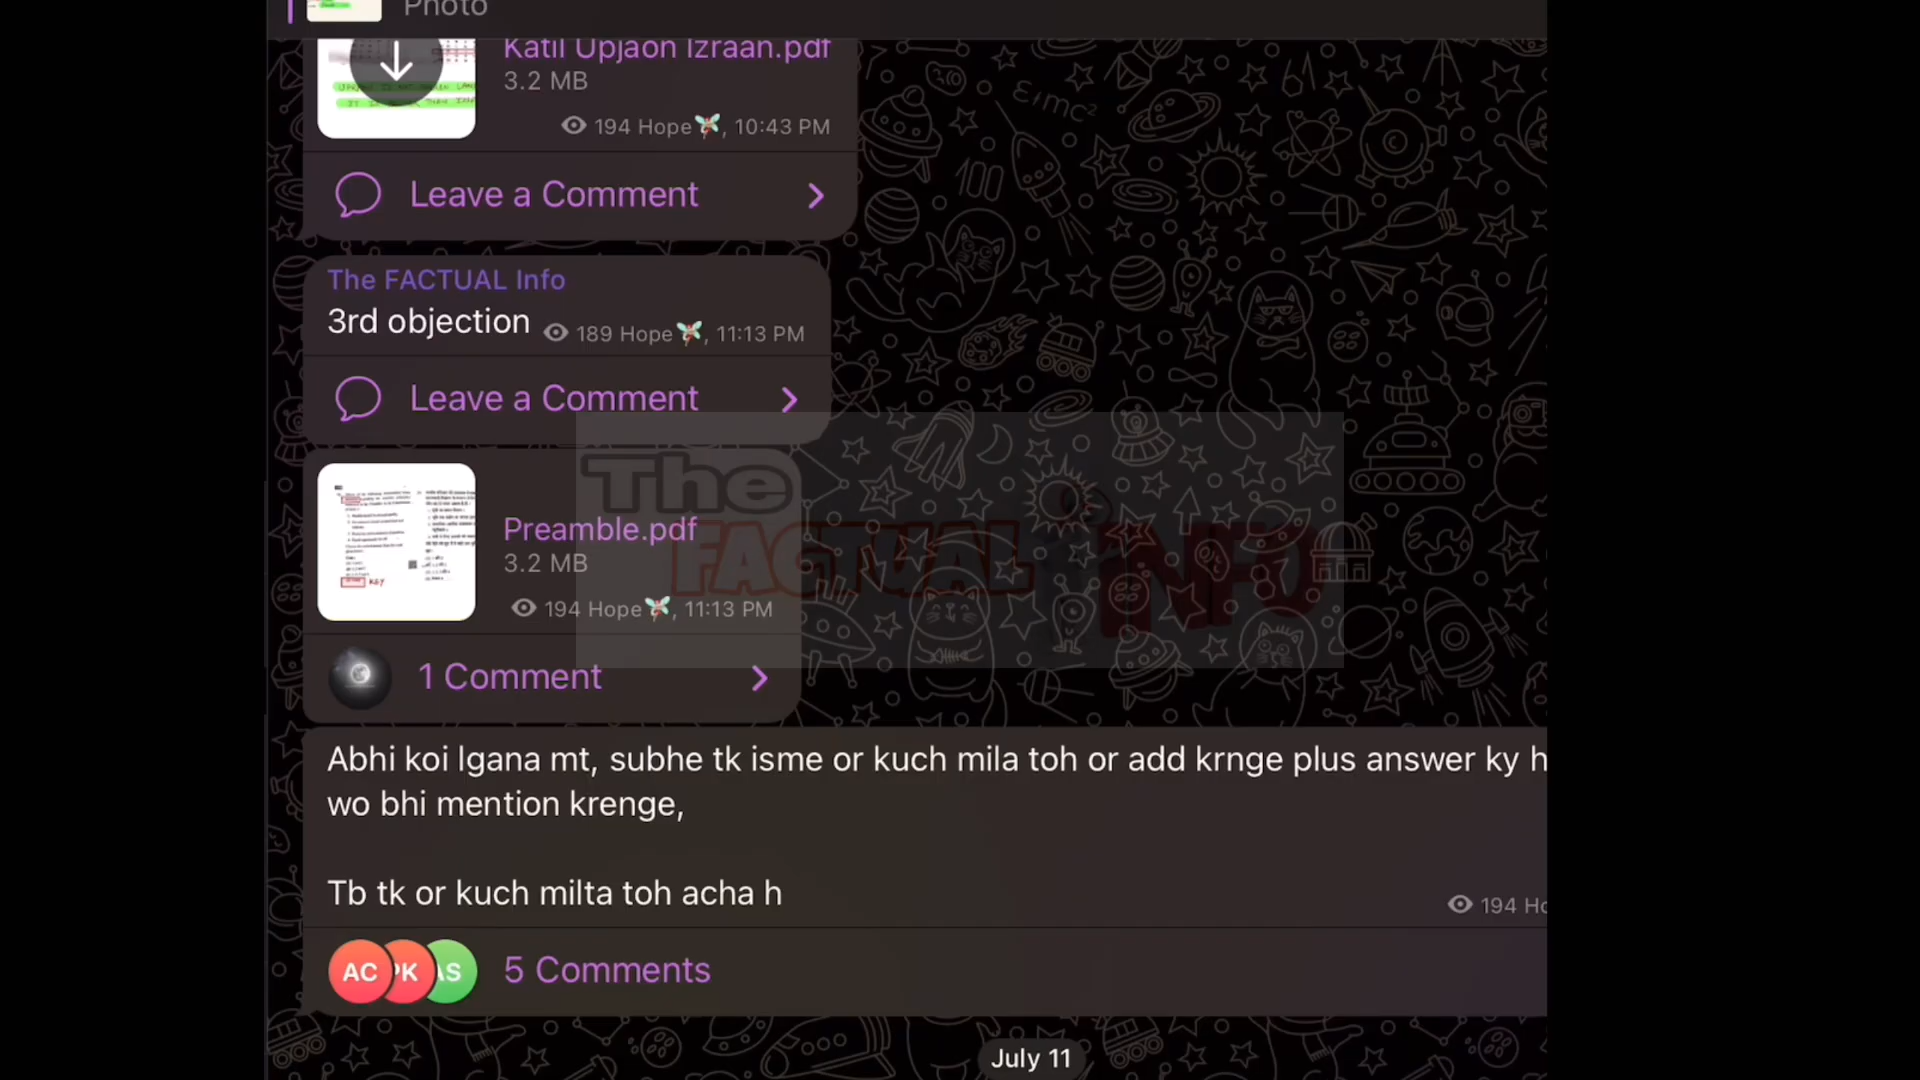 Photo
Katil Upjaon Izraan.pdf
3.2 MB
194 Hope, 10:43 PM
Leave a Comment
The FACTUAL Info
3rd objection
189 Hope, 11:13 PM
Leave a Comment
The
FACTUAL INFO
Preamble.pdf
3.2 MB
KEY
194 Hope, 11:13 PM
1 Comment
Abhi koi lgana mt, subhe tk isme or kuch mila toh or add krnge plus answer ky h
wo bhi mention krenge,
Tb tk or kuch milta toh acha h
194 Ho
AC PK AS
5 Comments
July 11